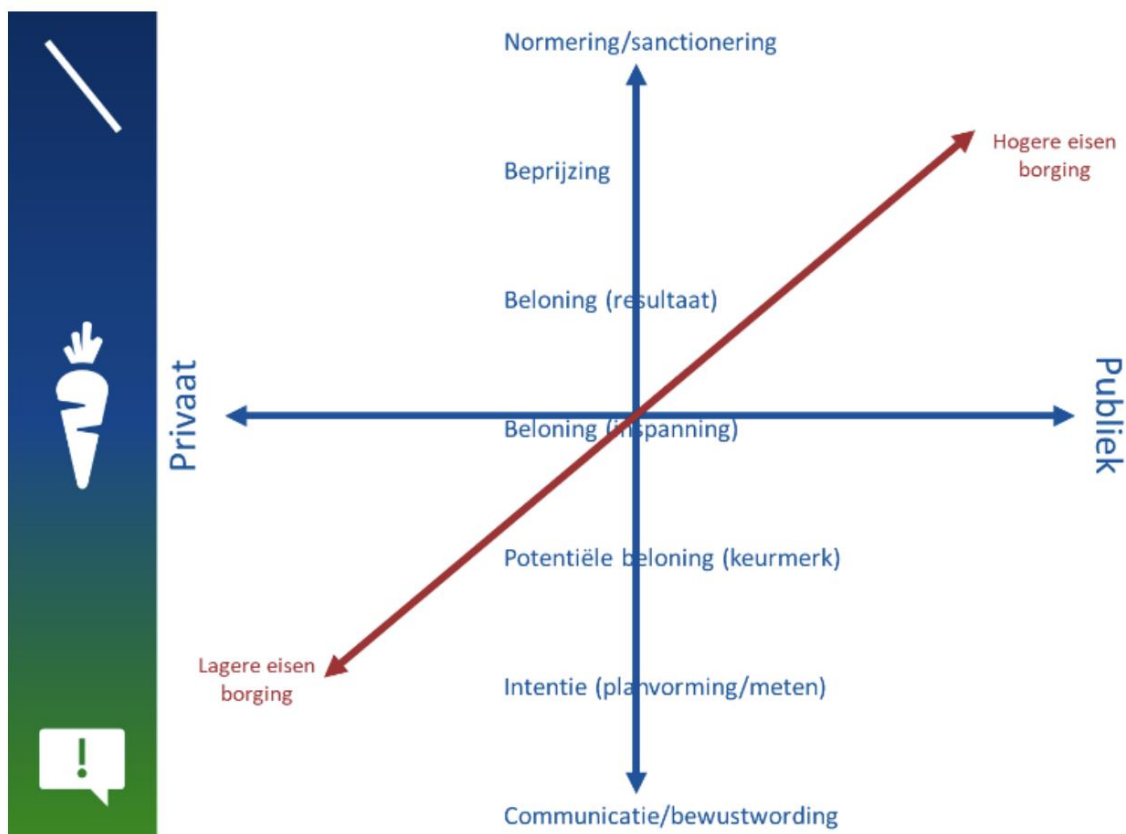 Normering/sanctionering
Hogere eisen
borging
Beprijzing
Beloning (resultaat)
Privaat
Publiek
Beloning (inspanning)
Potentiële beloning (keurmerk)
Lagere eisen
borging
Intentie (planvorming/meten)
!
Communicatie/bewustwording